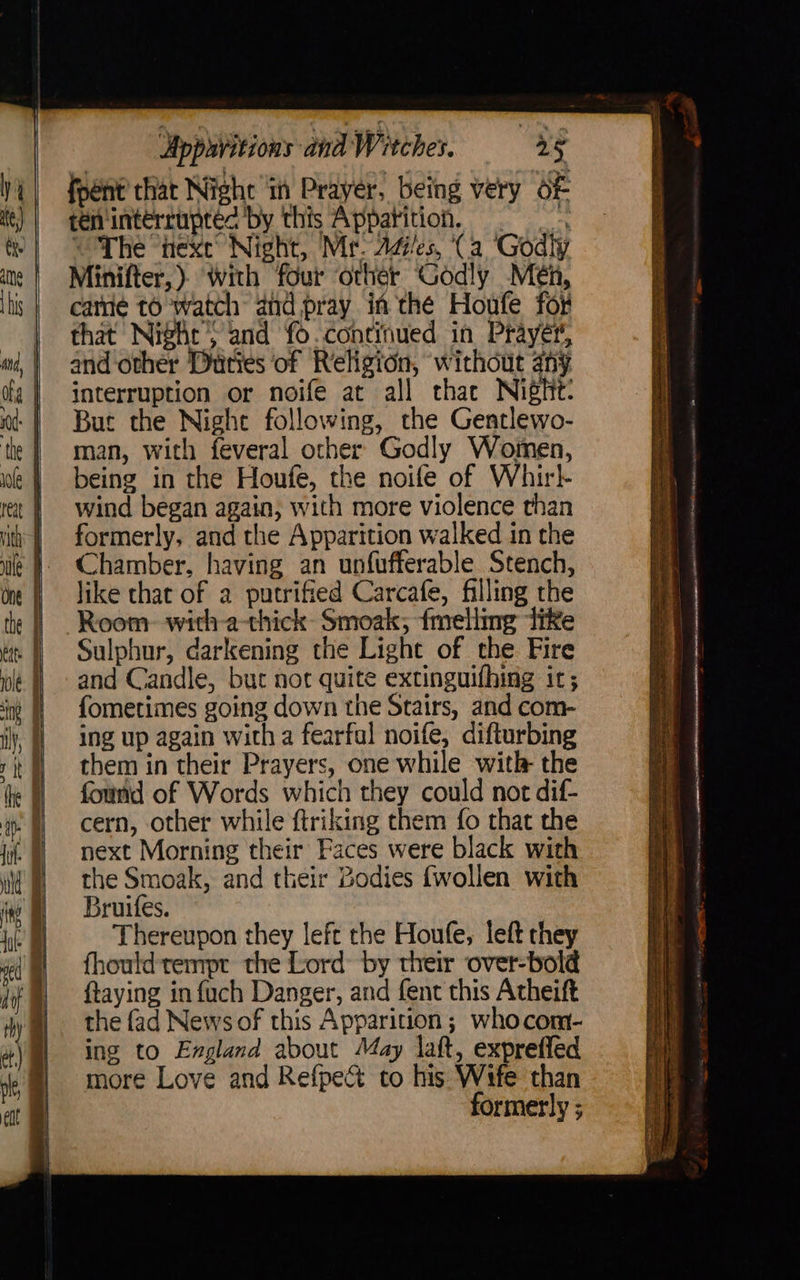 Apparitions and Witches. 25
ſpent that Night in Prayer, being very of-
ten interrupted by this Apparition.
The next Night, Mr. Miles, (a Godly
Miniſter,) with four other Godly Men,
came to watch and pray in the Houſe for
that Night, and ſo continued in Prayer,
and other Duties of Religion, without any
interruption or noiſe at all that Night.
But the Night following, the Gentlewo-
man, with ſeveral other Godly Women,
being in the Houſe, the noiſe of Whirl-
wind began again, with more violence than
formerly, and the Apparition walked in the
Chamber, having an unſufferable Stench,
like that of a putrified Carcaſe, filling the
Room with a thick Smoak, ſmelling like
Sulphur, darkening the Light of the Fire
and Candle, but not quite extinguiſhing it;
ſometimes going down the Stairs, and com-
ing up again with a fearful noiſe, diſturbing
them in their Prayers, one while with the
ſound of Words which they could not diſ-
cern, other while ſtriking them ſo that the
next Morning their Faces were black with
the Smoak, and their Bodies ſwollen with
Bruiſes.
Thereupon they left the Houſe, leſt they
ſhould tempt the Lord by their over-bold
ſtaying in ſuch Danger, and ſent this Atheiſt
the ſad News of this Apparition; who com-
ing to England about May laſt, expreſſed
more Love and Reſpect to his Wife than
formerly;